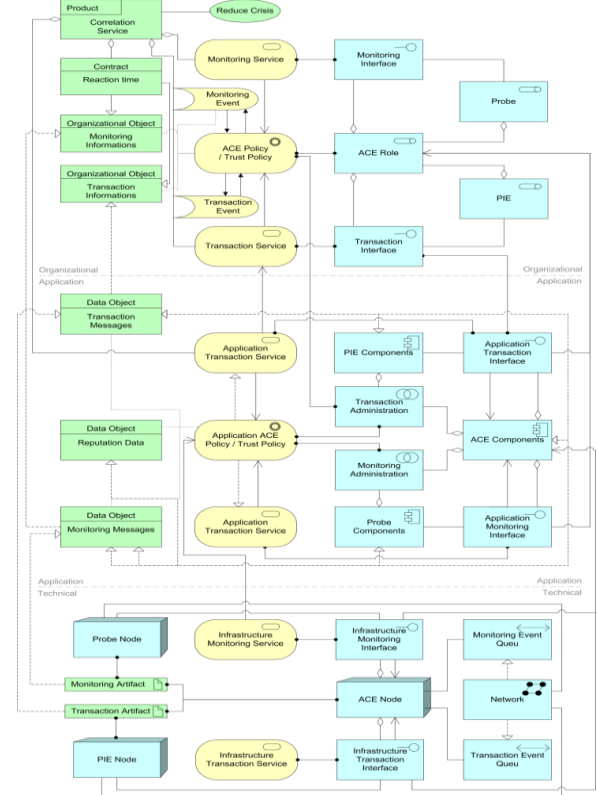 Product
Reduce Crisis
Correlation
Service
Monitoring Service
Monitoring
Interface
Contract
Reaction time
Monitoring
Event
Probe
Organizational Object
Monitoring
Informations
ACE Policy
/ Trust Policy
ACE Role
Organizational Object
Transaction
Informations
PIE
Transaction
Event
Transaction Service
Transaction
Interface
Organizational
Organizational
Application
Application
Data Object
Transaction
Messages
Application
Transaction Service
PIE Components
Application
Transaction
Interface
Transaction
Administration
Data Object
Reputation Data
Application ACE
Policy / Trust Policy
ACE Components
Monitoring
Administration
Data Object
Monitoring Messages
Application
Transaction Service
Probe
Components
Application
Monitoring
Interface
Application
Application
Technical
Technical
Probe Node
Infrastructure
Monitoring Service
Infrastructure
Monitoring
Interface
Monitoring Event
Queu
Monitoring Artifact
ACE Node
Network
Transaction Artifact
PIE Node
Infrastructure
Transaction Service
Infrastructure
Transaction
Interface
Transaction Event
Queu